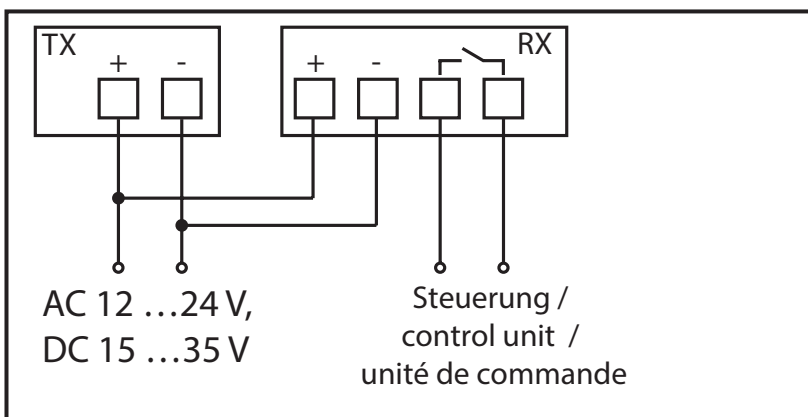 TX
RX
+ -
+ -
AC 12 …24 V,
DC 15 …35 V
Steuerung /
control unit /
unité de commande